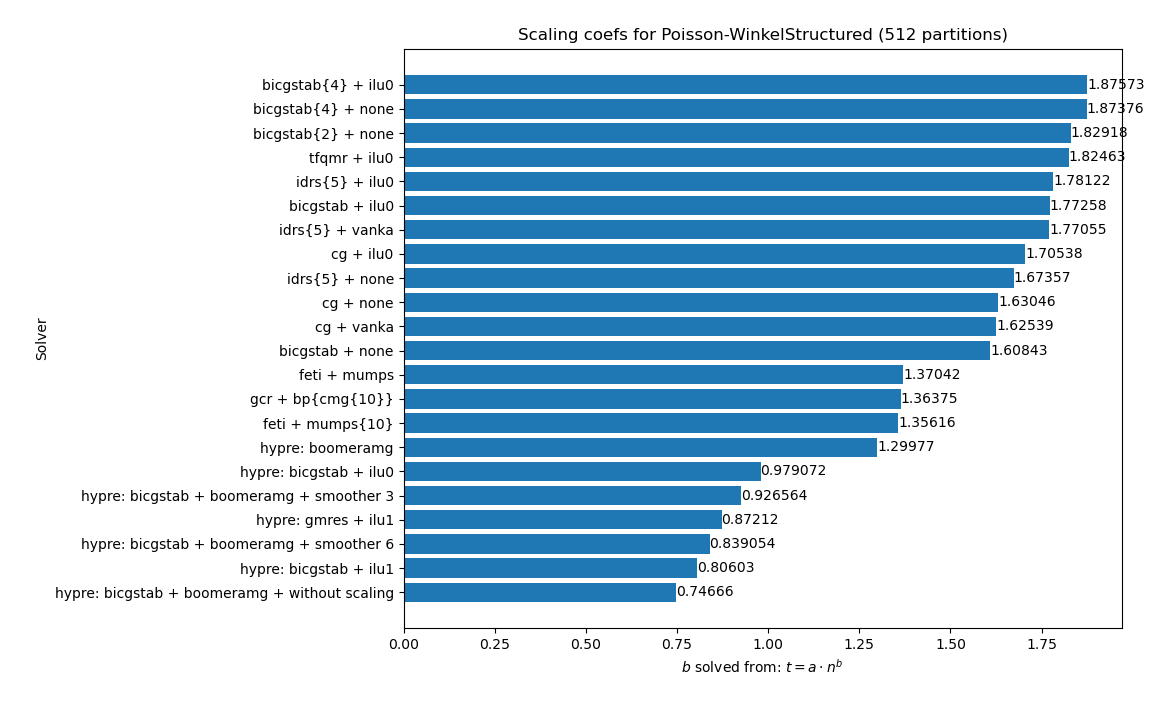 Scaling coefs for Poisson-WinkelStructured (512 partitions)
bicgstab{4} + ilu0 1.87573
bicgstab{4} + none 1.87376
bicgstab{2} + none 1.82918
tfqmr + ilu0 1.82463
idrs{5} + ilu0 1.78122
bicgstab + ilu0 1.77258
idrs{5} + vanka 1.77055
cg + ilu0 1.70538
idrs{5} + none 1.67357
cg + none 1.63046
cg + vanka 1.62539
bicgstab + none 1.60843
feti + mumps 1.37042
gcr + bp{cmg{10}} 1.36375
feti + mumps{10} 1.35616
hypre: boomeramg 1.29977
hypre: bicgstab + ilu0 0.979072
hypre: bicgstab + boomeramg + smoother 3 0.926564
hypre: gmres + ilu1 0.87212
hypre: bicgstab + boomeramg + smoother 6 0.839054
hypre: bicgstab + ilu1 0.80603
hypre: bicgstab + boomeramg + without scaling 0.74666
Solver
0.00 0.25 0.50 0.75 1.00 1.25 1.50 1.75
b solved from: t = a · n^b